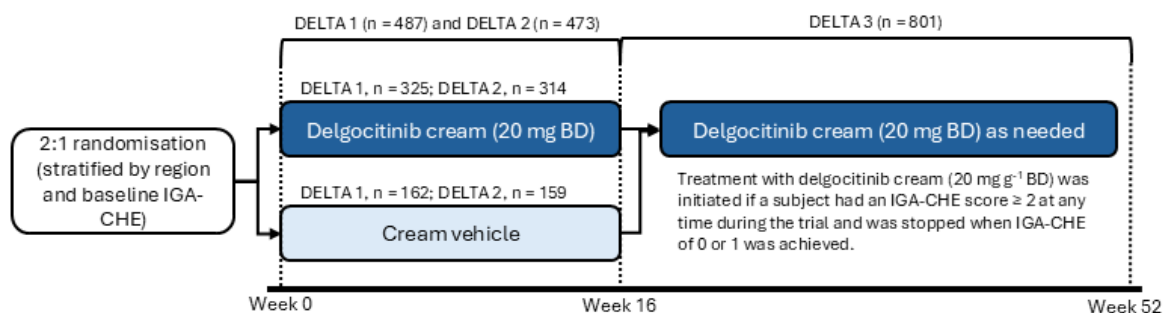 DELTA 1 (n = 487) and DELTA 2 (n = 473)
DELTA 3 (n = 801)
DELTA 1, n = 325; DELTA 2, n = 314
Delgocitinib cream (20 mg BD)
Delgocitinib cream (20 mg BD) as needed
2:1 randomisation
(stratified by region
and baseline IGA-
CHE)
DELTA 1, n = 162; DELTA 2, n = 159
Cream vehicle
Treatment with delgocitinib cream (20 mg g⁻¹ BD) was
initiated if a subject had an IGA-CHE score ≥ 2 at any
time during the trial and was stopped when IGA-CHE
of 0 or 1 was achieved.
Week 0
Week 16
Week 52